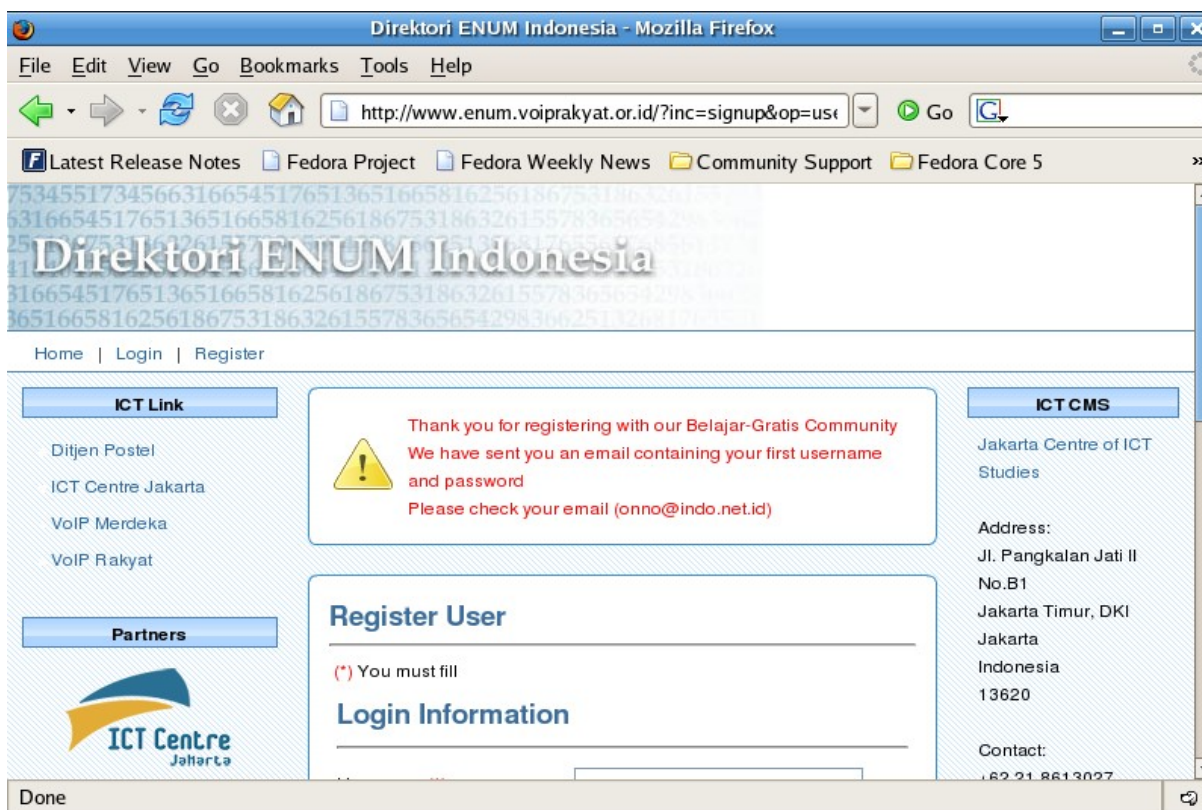 Direktori ENUM Indonesia - Mozilla Firefox
File Edit View Go Bookmarks Tools Help
http://www.enum.voiprakyat.or.id/?inc=signup&op=use Go G
Latest Release Notes Fedora Project Fedora Weekly News Community Support Fedora Core 5 »
Direktori ENUM Indonesia
Home | Login | Register
ICT Link
Ditjen Postel
ICT Centre Jakarta
VoIP Merdeka
VoIP Rakyat
Partners
ICT Centre
Jakarta
Thank you for registering with our Belajar-Gratis Community
We have sent you an email containing your first username
and password
Please check your email (onno@indo.net.id)
Register User
(*) You must fill
Login Information
ICT CMS
Jakarta Centre of ICT
Studies
Address:
Jl. Pangkalan Jati II
No.B1
Jakarta Timur, DKI
Jakarta
Indonesia
13620
Contact:
+62 21 8613027
Done